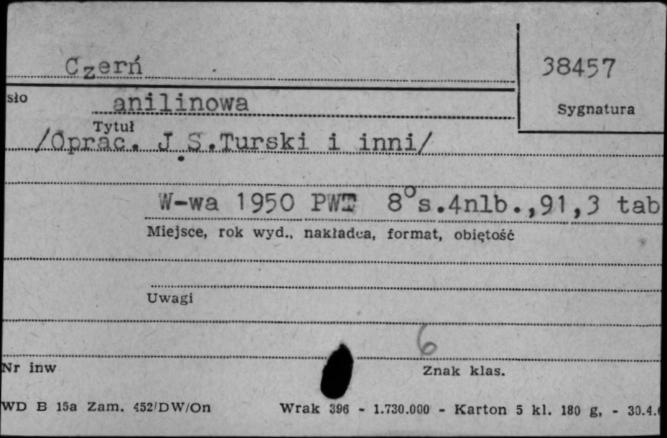 Czerń
38457
sło
anilinowa
Sygnatura
Tytuł
/Oprac. J.S.Turski i inni/
W-wa 1950 PWT 8°s.4nlb.,91,3 tab
Miejsce, rok wyd., nakładca, format, objętość
Uwagi
6
Nr inw
Znak klas.
WD B 15a Zam. 452/DW/On
Wrak 396 - 1.730.000 - Karton 5 kl. 180 g, - 30.4.